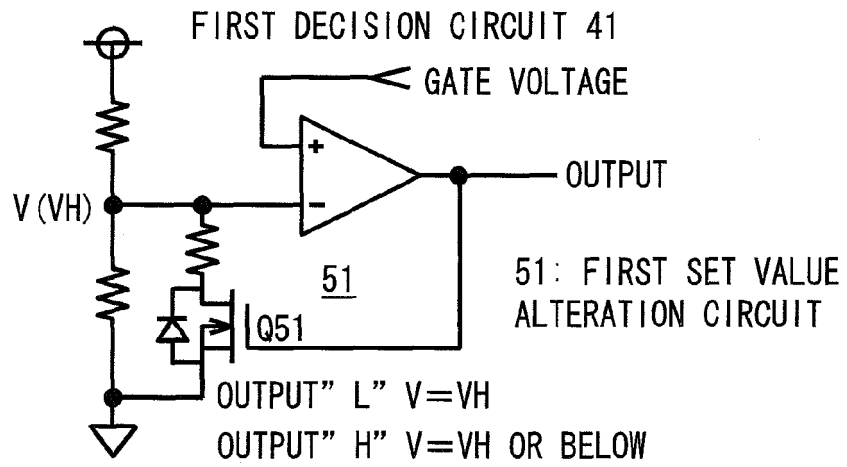 FIRST DECISION CIRCUIT 41
GATE VOLTAGE
+
OUTPUT
V(VH)
-
51
51: FIRST SET VALUE
ALTERATION CIRCUIT
Q51
OUTPUT" L" V=VH
OUTPUT" H" V=VH OR BELOW